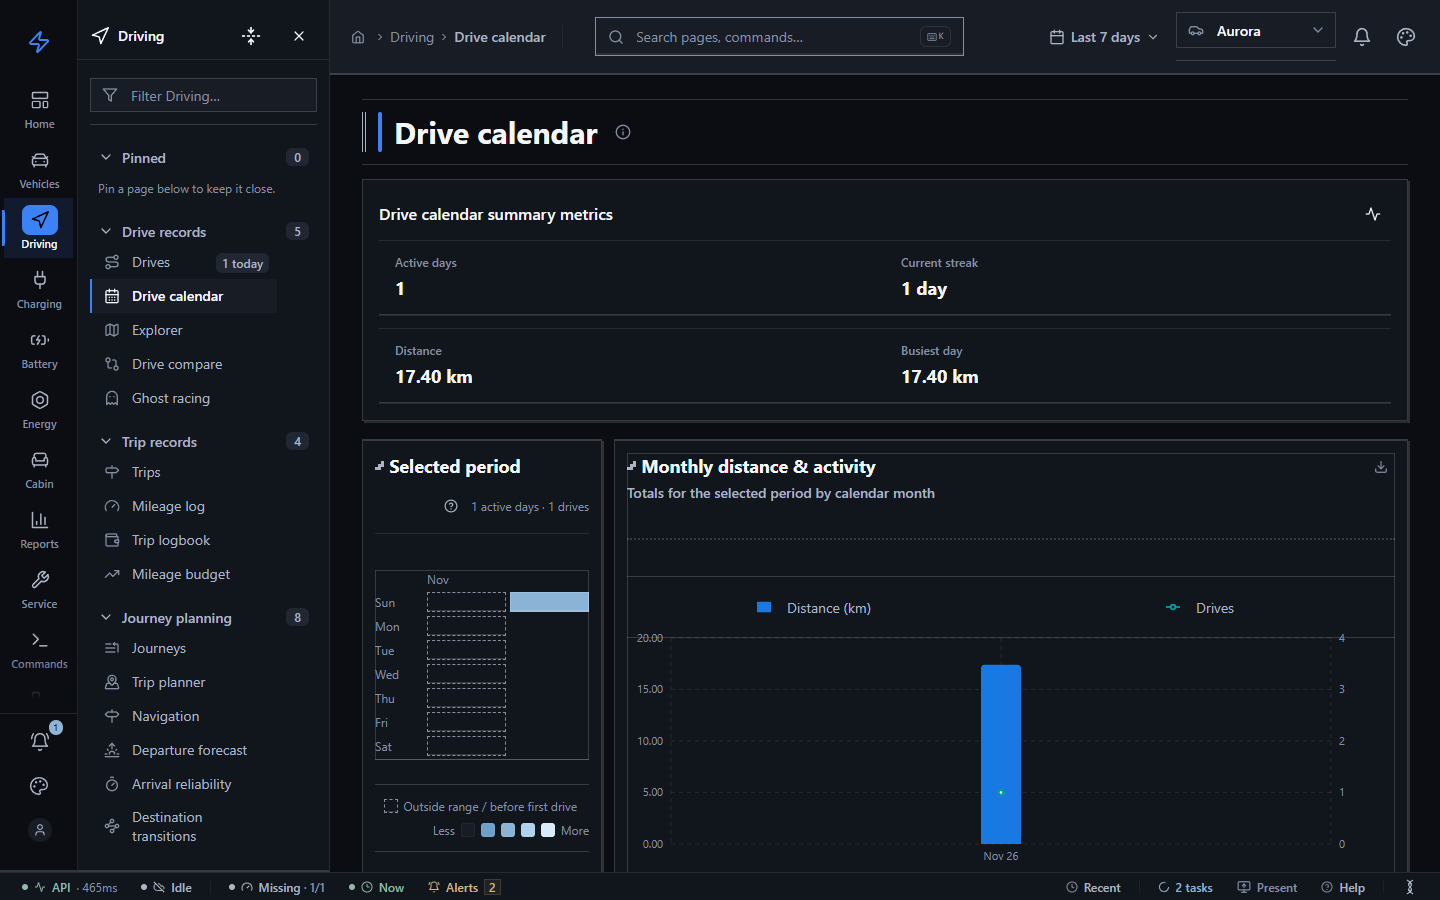 Home
Vehicles
Driving
Charging
Battery
Energy
Cabin
Reports
Service
Commands
1
Driving
Filter Driving...
Pinned 0
Pin a page below to keep it close.
Drive records 5
Drives 1 today
Drive calendar
Explorer
Drive compare
Ghost racing
Trip records 4
Trips
Mileage log
Trip logbook
Mileage budget
Journey planning 8
Journeys
Trip planner
Navigation
Departure forecast
Arrival reliability
Destination
transitions
Driving Drive calendar
Search pages, commands... K
Last 7 days
Aurora
Drive calendar
Drive calendar summary metrics
Active days
1
Current streak
1 day
Distance
17.40 km
Busiest day
17.40 km
Selected period
1 active days · 1 drives
Nov
Sun
Mon
Tue
Wed
Thu
Fri
Sat
Outside range / before first drive
Less More
Monthly distance & activity
Totals for the selected period by calendar month
Distance (km) Drives
20.00 4
15.00 3
10.00 2
5.00 1
0.00 0
Nov 26
API · 465ms Idle Missing · 1/1 Now Alerts 2 Recent 2 tasks Present Help